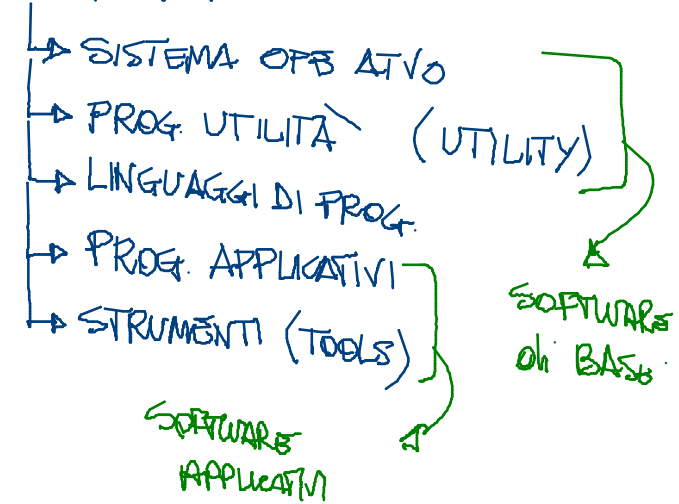 SISTEMA OPERATIVO
PROG. UTILITÀ (UTILITY)
LINGUAGGI DI PROG.
PROG. APPLICATIVI
STRUMENTI (TOOLS)
SOFTWARE
di BASE
SOFTWARE
APPLICATIVI